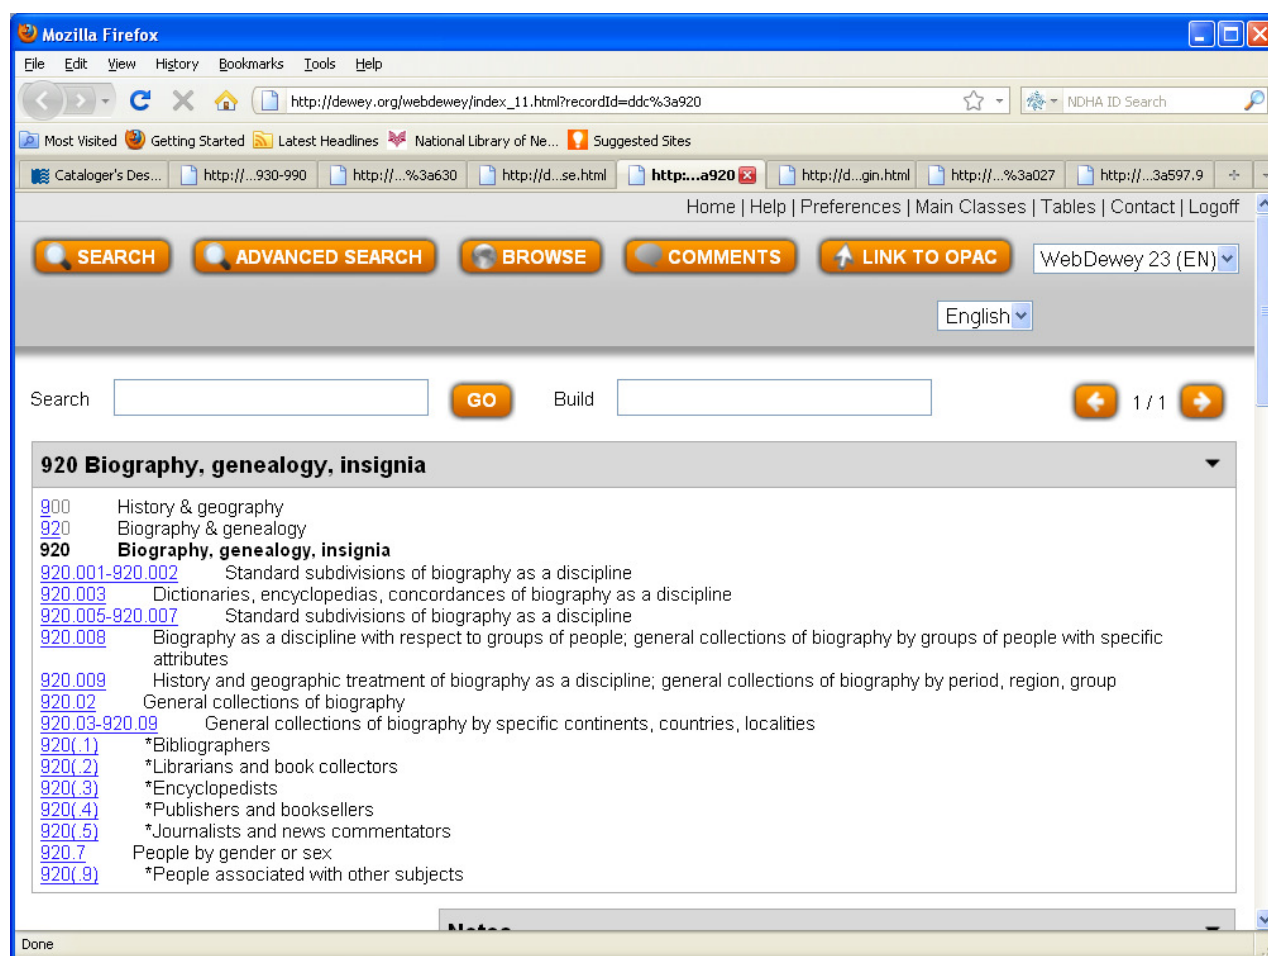 Mozilla Firefox
File Edit View History Bookmarks Tools Help
http://dewey.org/webdewey/index_11.html?recordId=ddc%3a920 NDHA ID Search
Most Visited Getting Started Latest Headlines National Library of Ne... Suggested Sites
Cataloger's Des... http://...930-990 http://...%3a630 http://d...se.html http:...a920 http://d...gin.html http://...%3a027 http://...3a597.9
Home | Help | Preferences | Main Classes | Tables | Contact | Logoff
SEARCH ADVANCED SEARCH BROWSE COMMENTS LINK TO OPAC WebDewey 23 (EN)
English
Search GO Build 1 / 1
920 Biography, genealogy, insignia
900 History & geography
920 Biography & genealogy
920 Biography, genealogy, insignia
920.001-920.002 Standard subdivisions of biography as a discipline
920.003 Dictionaries, encyclopedias, concordances of biography as a discipline
920.005-920.007 Standard subdivisions of biography as a discipline
920.008 Biography as a discipline with respect to groups of people; general collections of biography by groups of people with specific
attributes
920.009 History and geographic treatment of biography as a discipline; general collections of biography by period, region, group
920.02 General collections of biography
920.03-920.09 General collections of biography by specific continents, countries, localities
920(.1) *Bibliographers
920(.2) *Librarians and book collectors
920(.3) *Encyclopedists
920(.4) *Publishers and booksellers
920(.5) *Journalists and news commentators
920.7 People by gender or sex
920(.9) *People associated with other subjects
Notes
Done